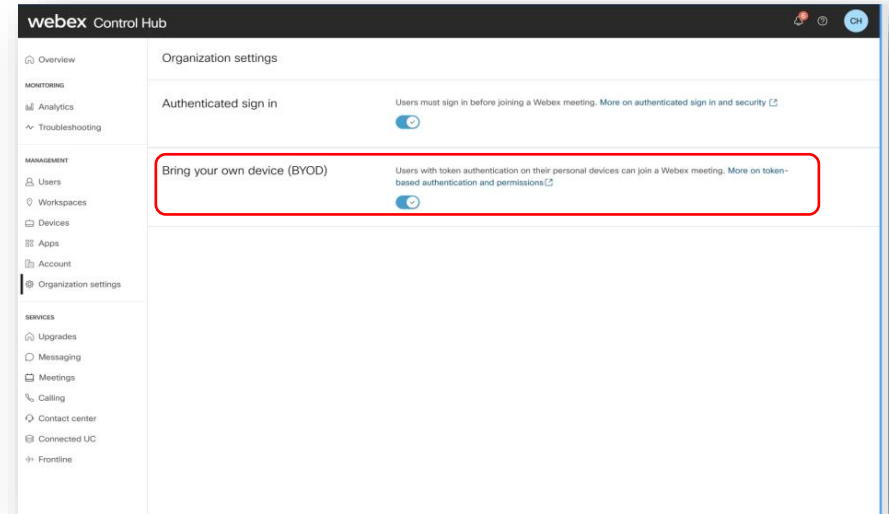 webex Control Hub
6
CH
Overview
MONITORING
Analytics
Troubleshooting
MANAGEMENT
Users
Workspaces
Devices
Apps
Account
Organization settings
SERVICES
Upgrades
Messaging
Meetings
Calling
Contact center
Connected UC
Frontline
Organization settings
Authenticated sign in
Users must sign in before joining a Webex meeting. More on authenticated sign in and security
Bring your own device (BYOD)
Users with token authentication on their personal devices can join a Webex meeting. More on token-
based authentication and permissions